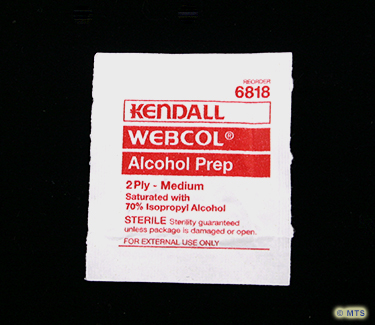 REORDER
6818
KENDALL
WEBCOL®
Alcohol Prep
2 Ply - Medium
Saturated with
70% Isopropyl Alcohol
STERILE Sterility guaranteed
unless package is damaged or open.
FOR EXTERNAL USE ONLY
© MTS